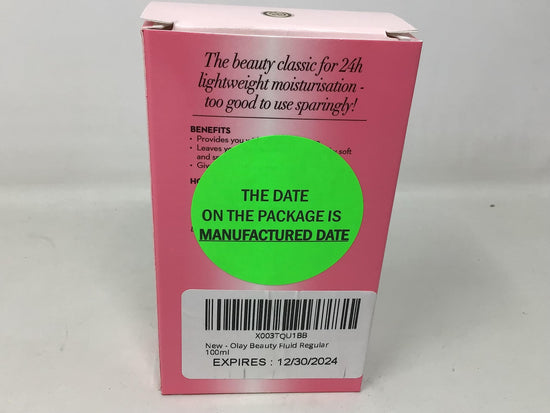 The beauty classic for 24h
lightweight moisturisation -
too good to use sparingly!
BENEFITS
• Provides you
• Leaves yo soft
and
• Giv
THE DATE
ON THE PACKAGE IS
MANUFACTURED DATE
X003TQU1BB
New - Olay Beauty Fluid Regular
100ml
EXPIRES : 12/30/2024